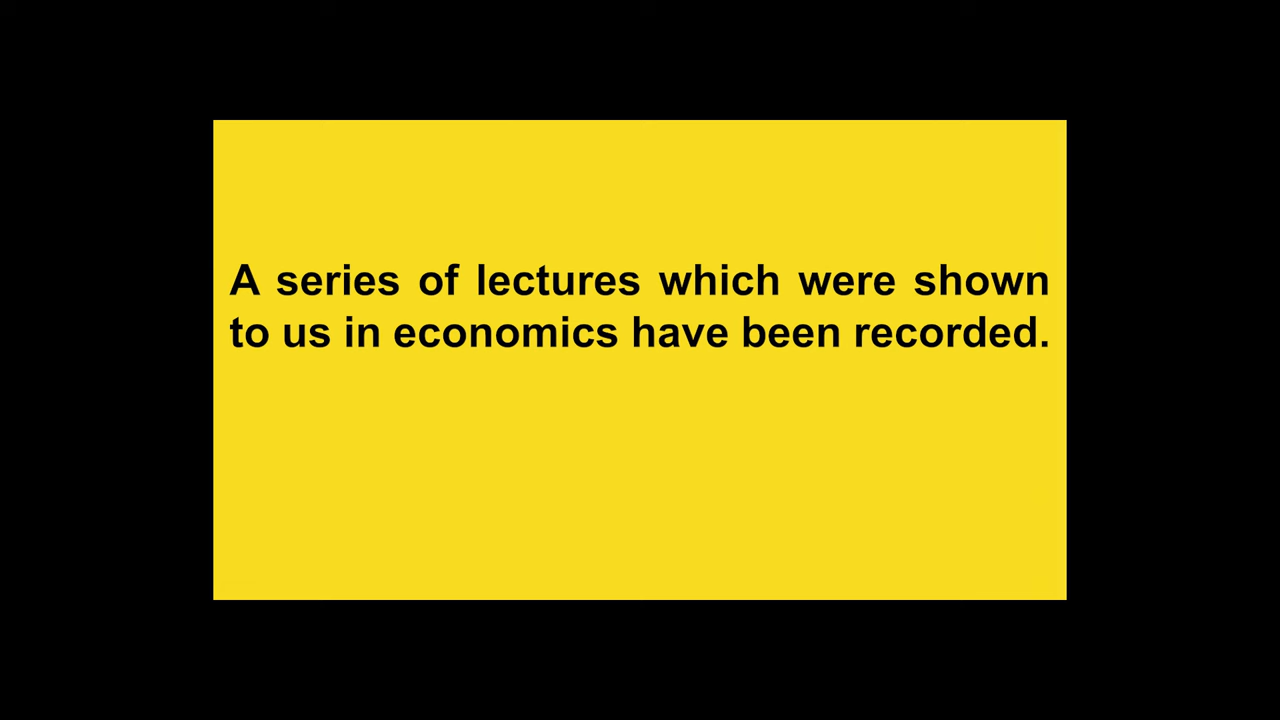 A series of lectures which were shown
to us in economics have been recorded.